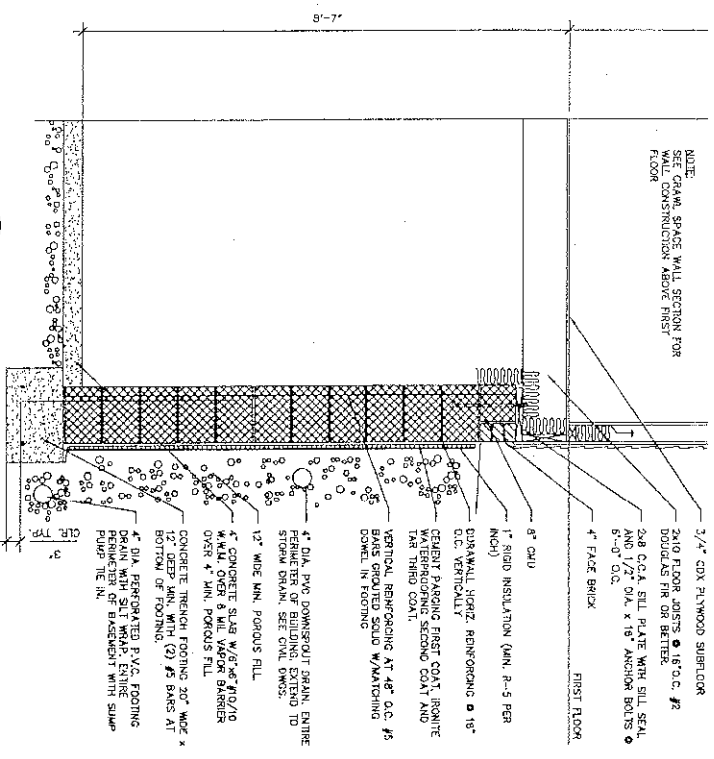 8'-7"
NOTE:
SEE CRAWL SPACE WALL SECTION FOR
WALL CONSTRUCTION ABOVE FIRST
FLOOR
3/4" CDX PLYWOOD SUBFLOOR
2x10 FLOOR JOISTS @ 16"O.C. #2
DOUGLAS FIR OR BETTER.
2x8 C.C.A. SILL PLATE WITH SILL SEAL
AND 1/2" DIA. x 16" ANCHOR BOLTS @
6'-0" O.C.
FIRST FLOOR
4" FACE BRICK
8" CMU
1" RIGID INSULATION (MIN. R-5 PER
INCH)
DURAWALL HORIZ. REINFORCING @ 16"
O.C. VERTICALLY
CEMENT PARGING FIRST COAT, IRONITE
WATERPROOFING SECOND COAT AND
TAR THIRD COAT.
VERTICAL REINFORCING AT 48" O.C. #5
BARS GROUTED SOLID W/MATCHING
DOWEL IN FOOTING
4" DIA. PVC DOWNSPOUT DRAIN. ENTIRE
PERIMETER OF BUILDING. EXTEND TO
STORM DRAIN. SEE CIVIL DWGS.
12" WIDE MIN. POROUS FILL
4" CONCRETE SLAB W/6"x6"#10/10
W.W.M. OVER 6 MIL VAPOR BARRIER
OVER 4" MIN. POROUS FILL
CONCRETE TRENCH FOOTING 20" WIDE x
12" DEEP MIN. WITH (2) #5 BARS AT
BOTTOM OF FOOTING.
4" DIA. PERFORATED P.V.C. FOOTING
DRAIN WITH SILT WRAP. ENTIRE
PERIMETER OF BASEMENT WITH SUMP
PUMP TIE IN.
3"
CLR. TYP.